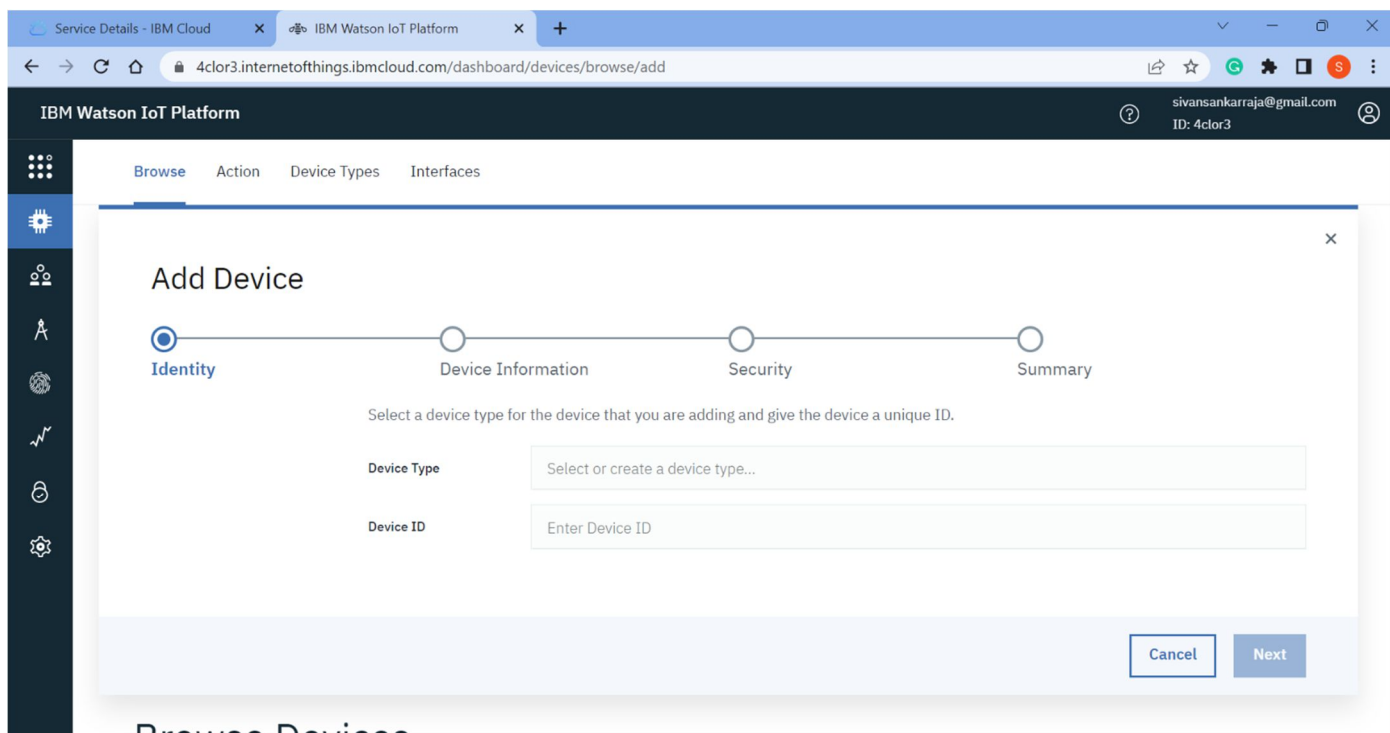 Service Details - IBM Cloud
IBM Watson IoT Platform
4clor3.internetofthings.ibmcloud.com/dashboard/devices/browse/add
S
IBM Watson IoT Platform
sivansankarraja@gmail.com
ID: 4clor3
Browse Action Device Types Interfaces
Add Device
Identity Device Information Security Summary
Select a device type for the device that you are adding and give the device a unique ID.
Device Type Select or create a device type...
Device ID Enter Device ID
Cancel Next
Browse Devices